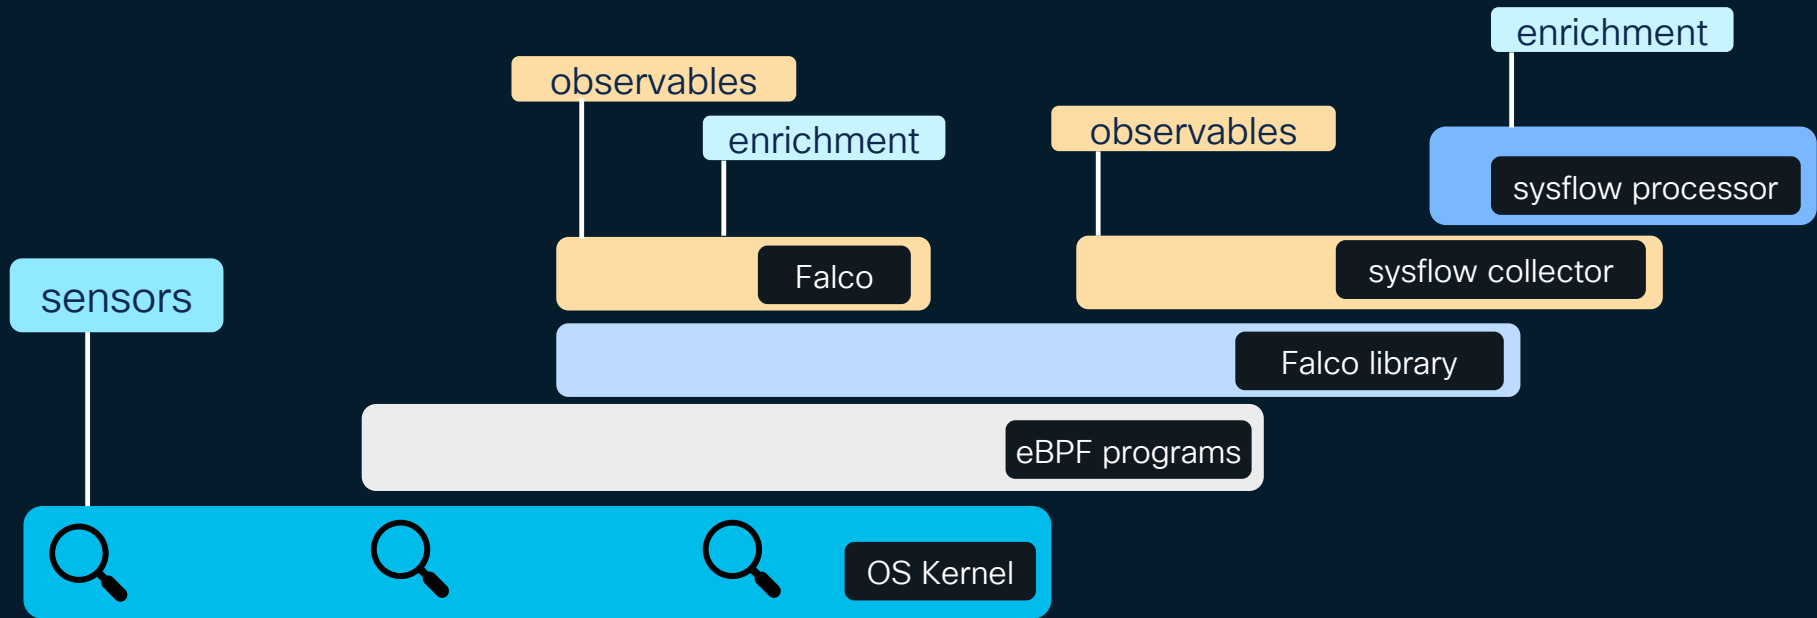 enrichment
observables
enrichment
observables
sysflow processor
Falco
sysflow collector
sensors
Falco library
eBPF programs
OS Kernel